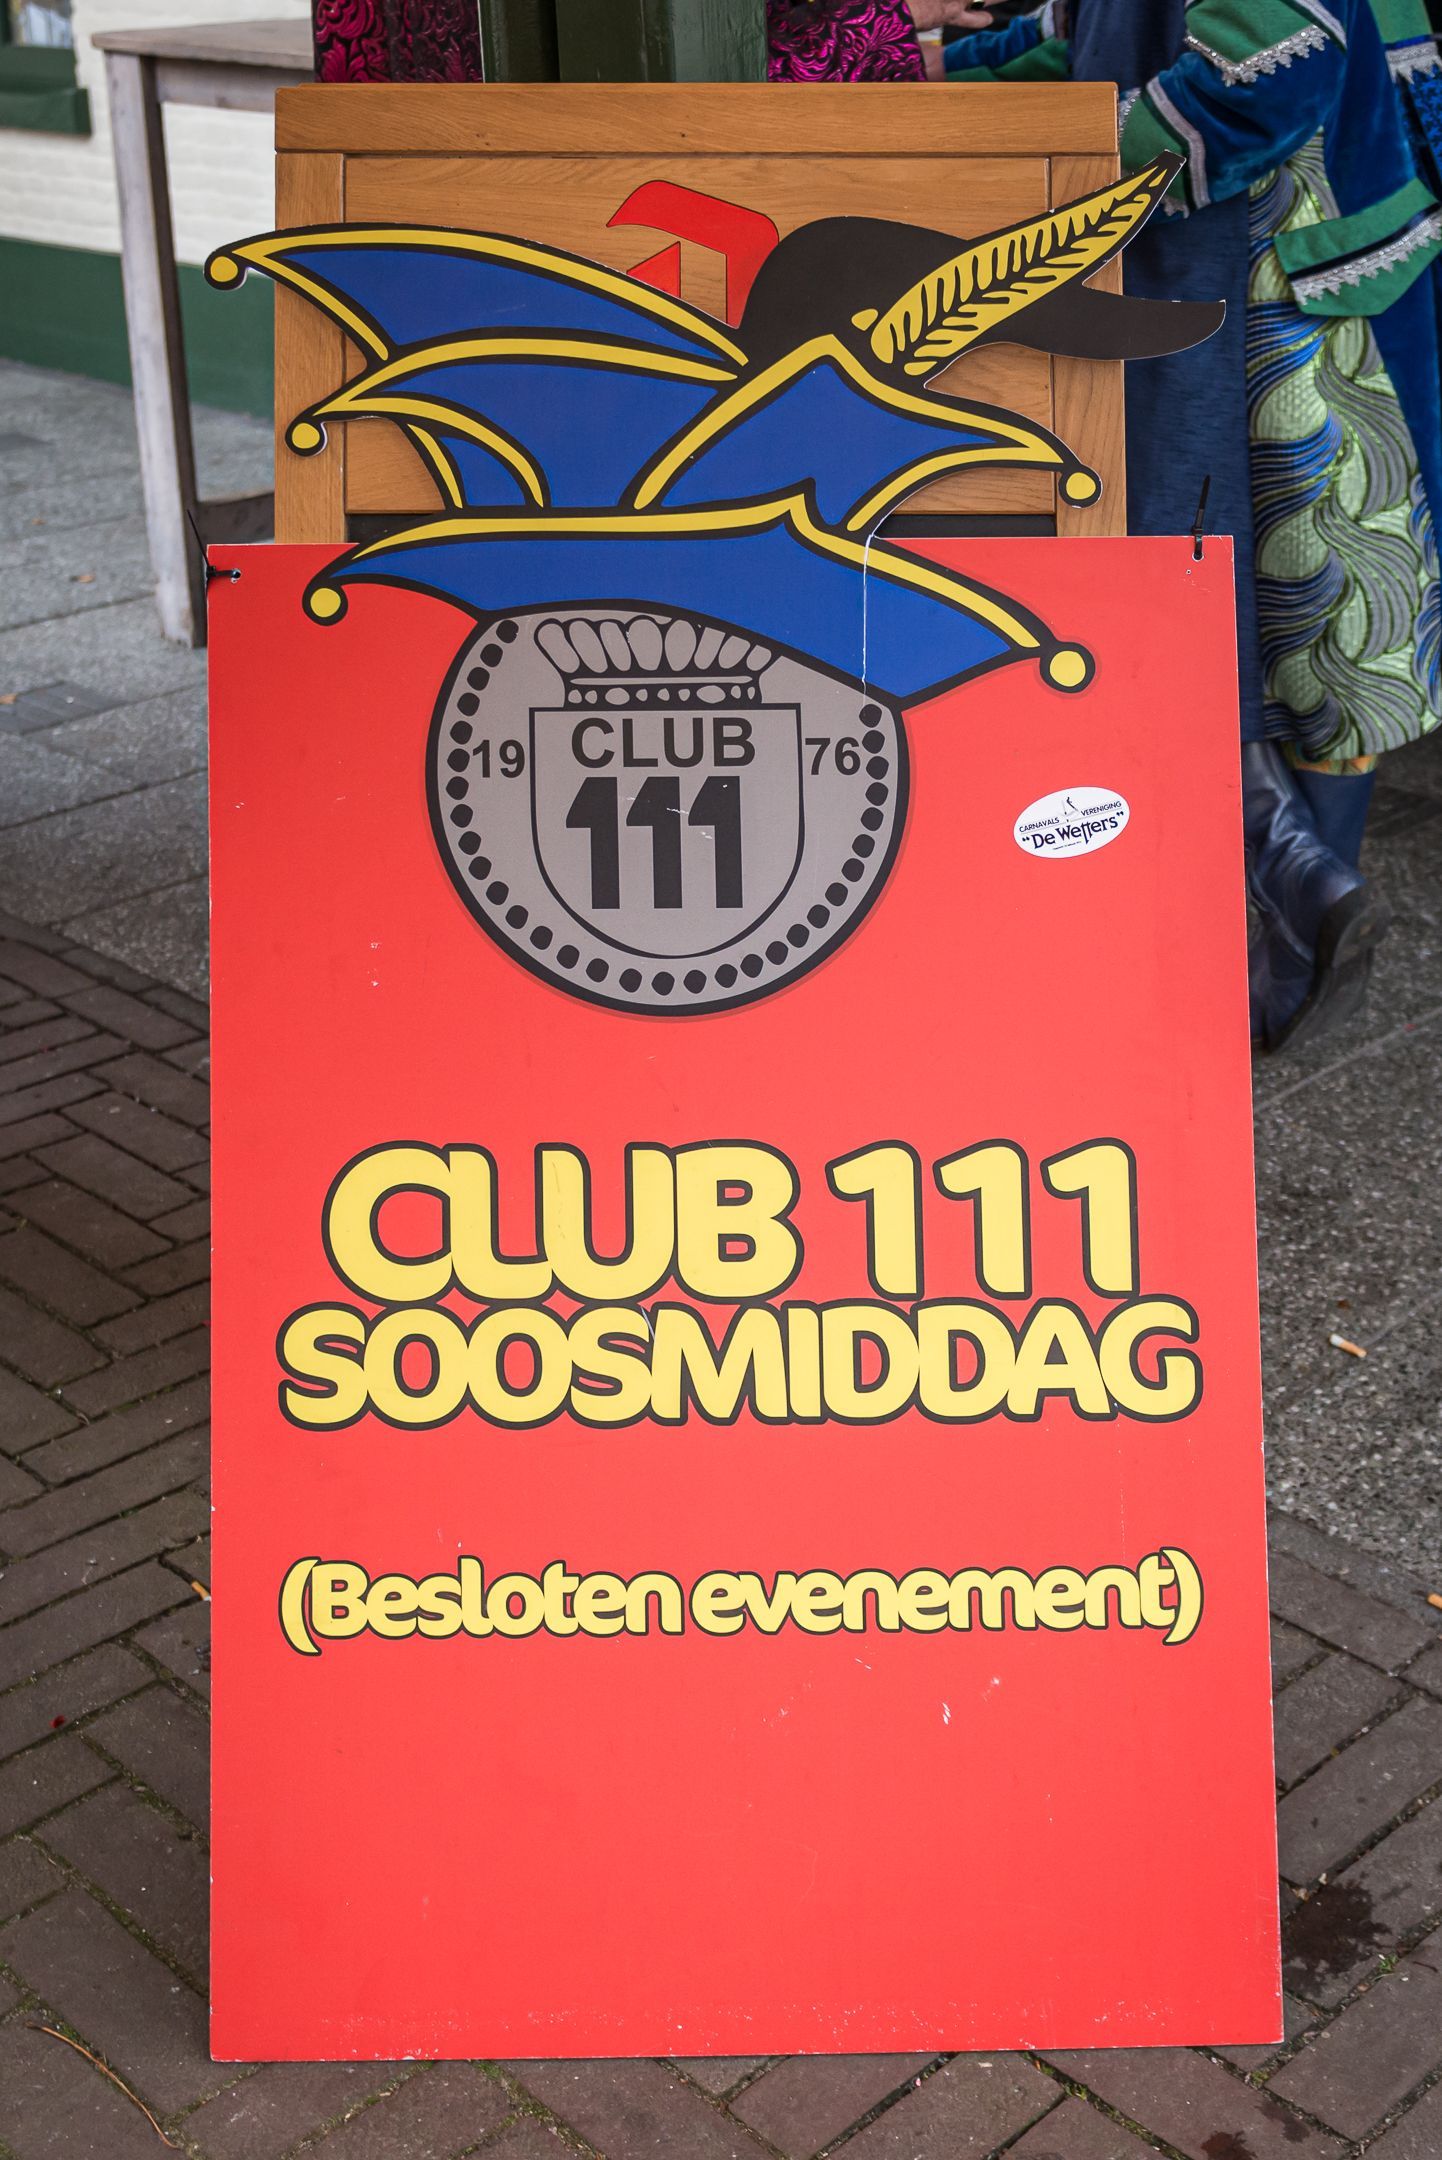 19 CLUB 76
111
CARNAVALS VERENIGING
"De Wetters"
CLUB 111
SOOSMIDDAG
(Besloten evenement)